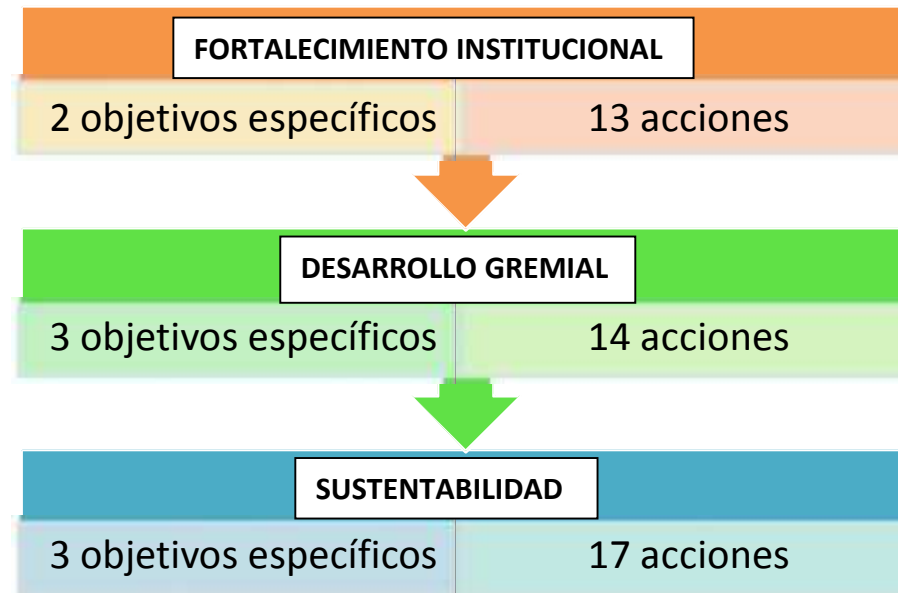 FORTALECIMIENTO INSTITUCIONAL
2 objetivos específicos 13 acciones
DESARROLLO GREMIAL
3 objetivos específicos 14 acciones
SUSTENTABILIDAD
3 objetivos específicos 17 acciones